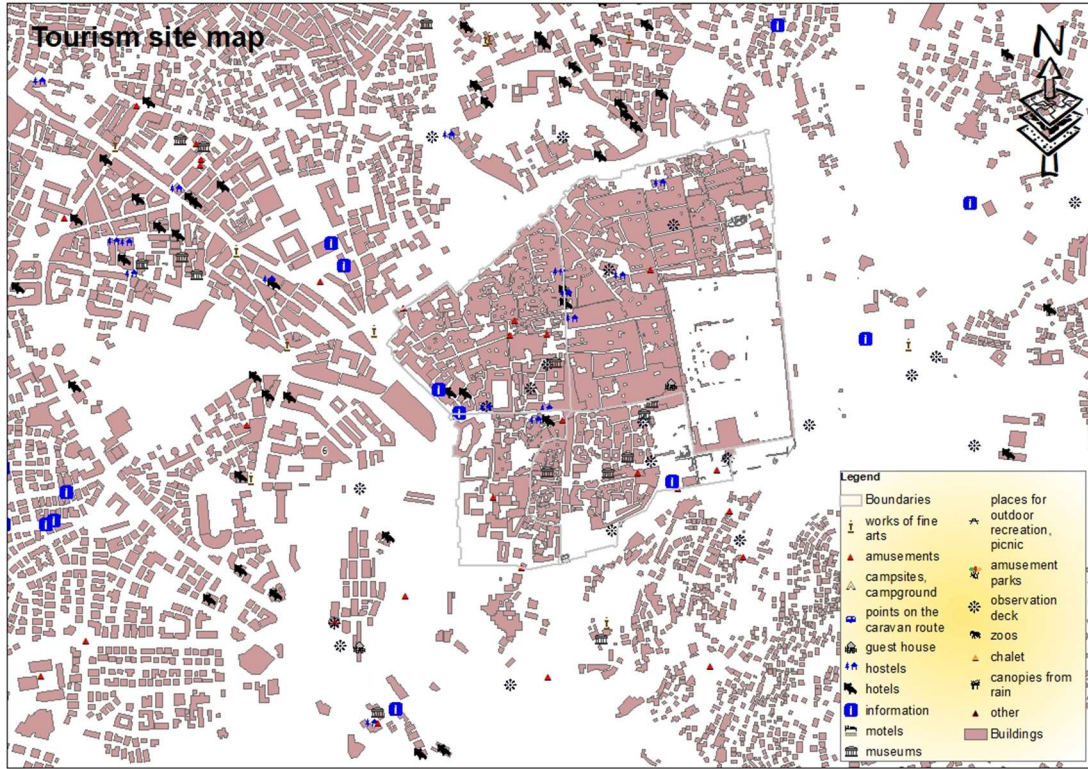 Tourism site map
N
6
Legend
Boundaries
works of fine
arts
amusements
campsites,
campground
points on the
caravan route
guest house
hostels
hotels
information
motels
museums
places for
outdoor
recreation,
picnic
amusement
parks
observation
deck
zoos
chalet
canopies from
rain
other
Buildings